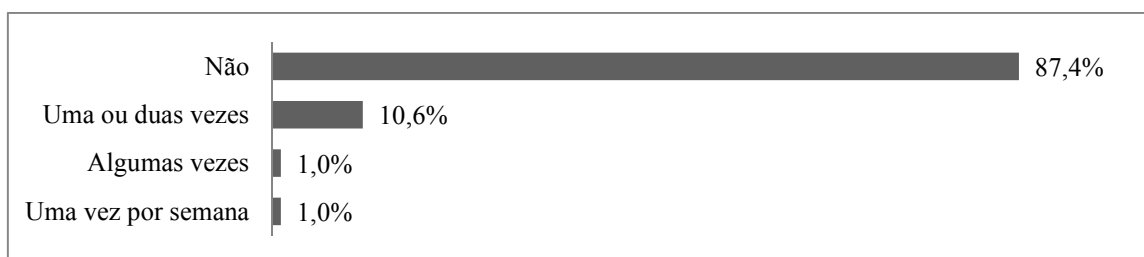 Não 87,4%
Uma ou duas vezes 10,6%
Algumas vezes 1,0%
Uma vez por semana 1,0%